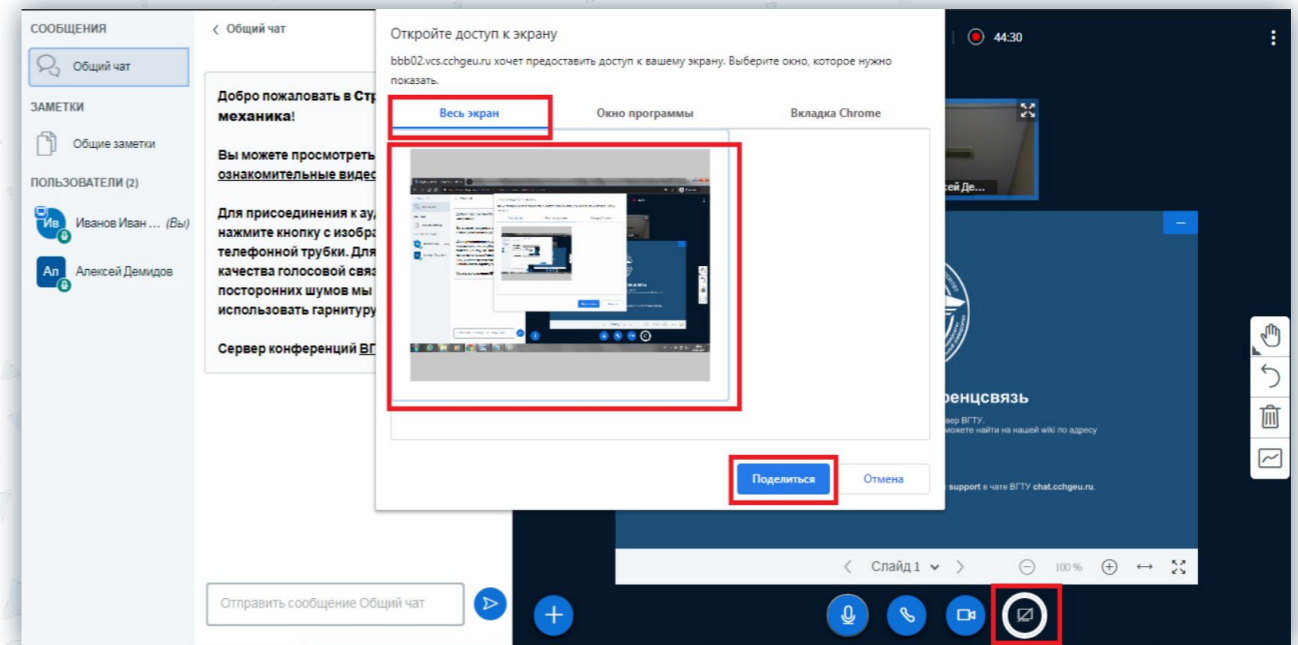 СООБЩЕНИЯ
Общий чат
ЗАМЕТКИ
Общие заметки
ПОЛЬЗОВАТЕЛИ (2)
Ив
Иванов Иван ... (Вы)
Ал
Алексей Демидов
Общий чат
Добро пожаловать в Стр
механика!
Вы можете просмотреть
ознакомительные видео
Для присоединения к ау
нажмите кнопку с изобра
телефонной трубки. Для
качества голосовой связ
посторонних шумов мы
использовать гарнитуру
Сервер конференций ВГ
Отправить сообщение Общий чат
Откройте доступ к экрану
bbb02.vcs.cchgeu.ru хочет предоставить доступ к вашему экрану. Выберите окно, которое нужно
показать.
Весь экран
Окно программы
Вкладка Chrome
Поделиться
Отмена
44:30
сей Де...
ренцсвязь
вер ВГТУ.
можете найти на нашей wiki по адресу
support в чате ВГТУ chat.cchgeu.ru.
Слайд 1
100 %